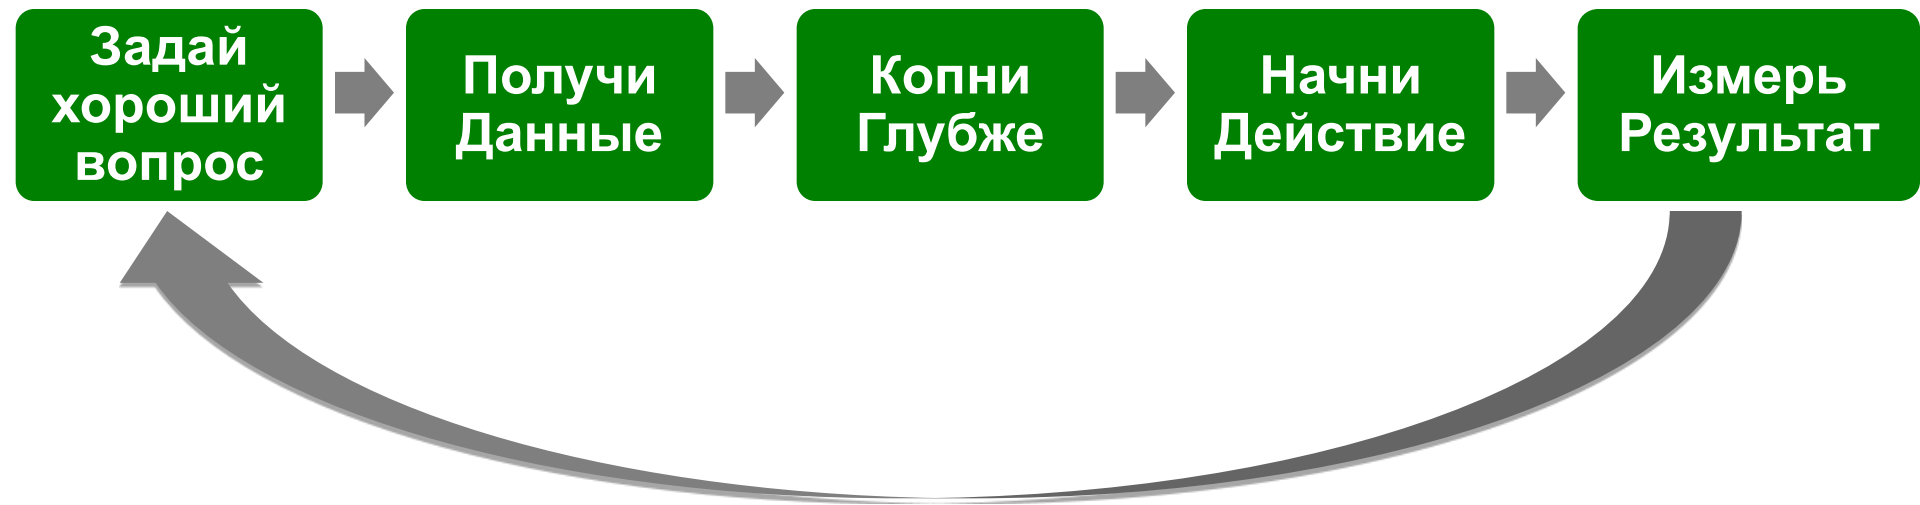 Задай
хороший
вопрос
Получи
Данные
Копни
Глубже
Начни
Действие
Измерь
Результат